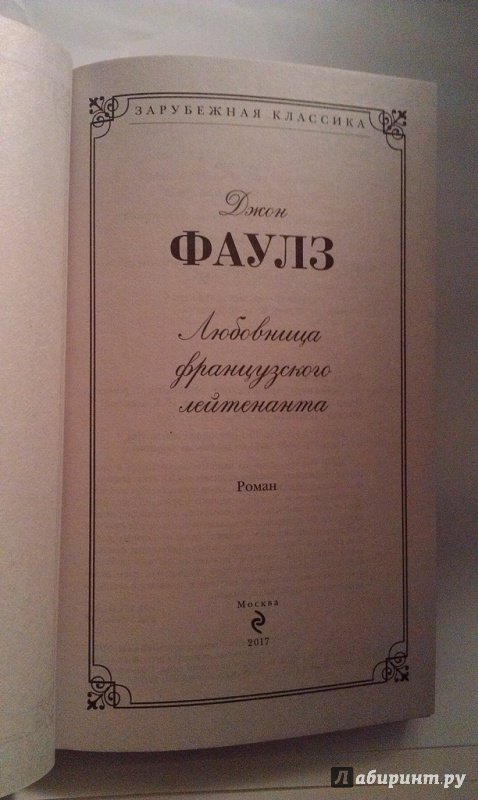 ЗАРУБЕЖНАЯ КЛАССИКА
Джон
ФАУЛЗ
Любовница
французского
лейтенанта
Роман
Москва
2017
Лабиринт.ру